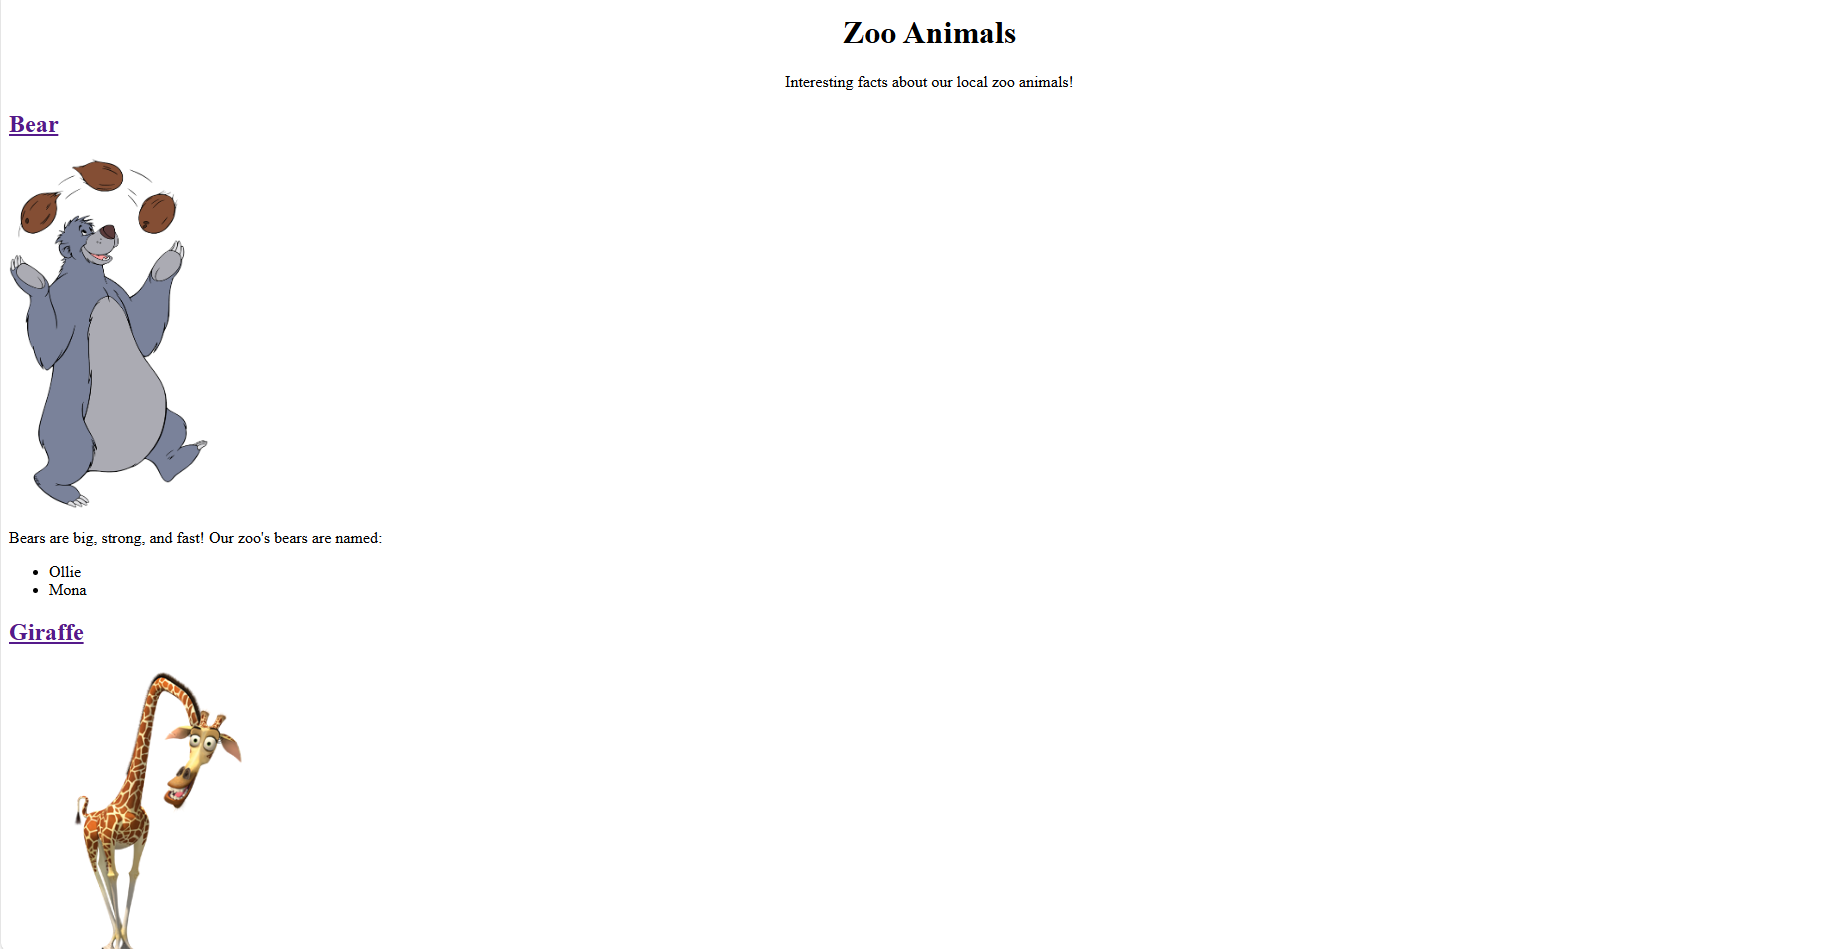 Zoo Animals
Interesting facts about our local zoo animals!
Bear
Bears are big, strong, and fast! Our zoo's bears are named:
Ollie
Mona
Giraffe